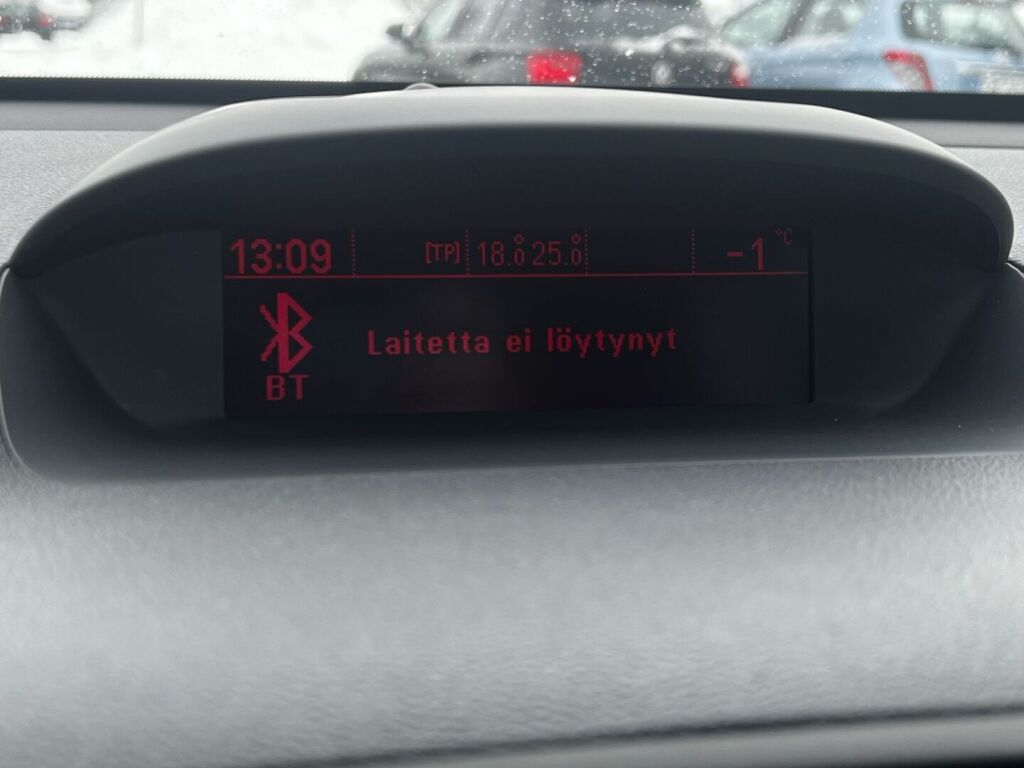 13:09 [TP] 18.0° 25.0° -1 °C
Laitetta ei löytynyt
BT